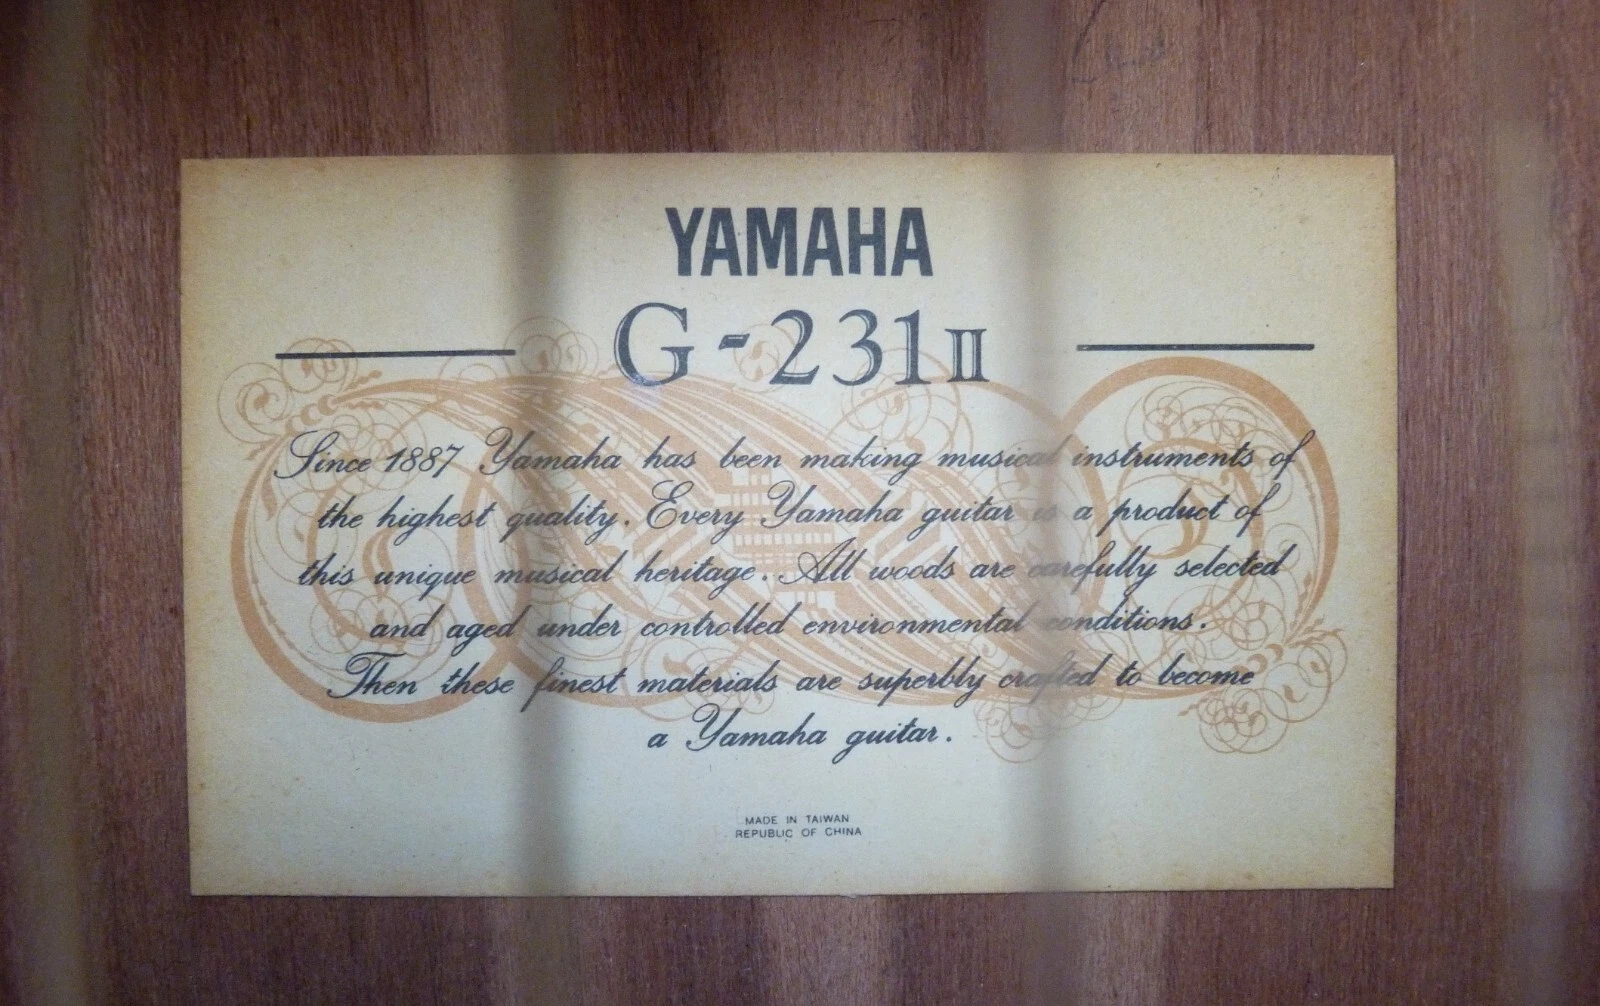 YAMAHA
G-231II
Since 1887 Yamaha has been making musical instruments of
the highest quality. Every Yamaha guitar is a product of
this unique musical heritage. All woods are carefully selected
and aged under controlled environmental conditions.
Then these finest materials are superbly crafted to become
a Yamaha guitar.
MADE IN TAIWAN
REPUBLIC OF CHINA